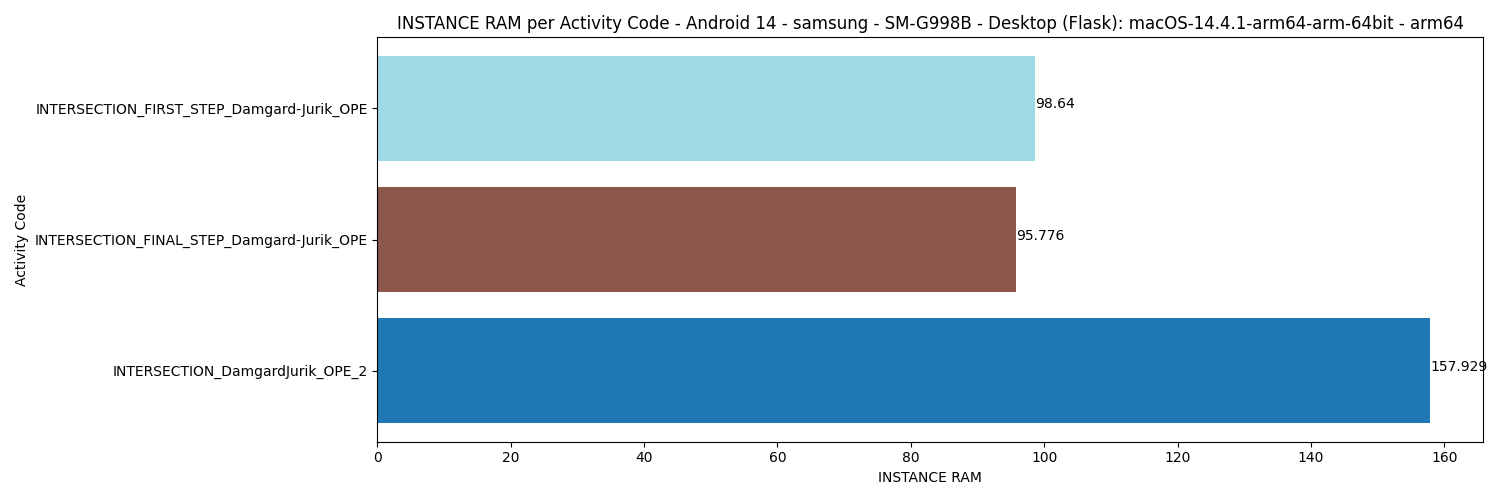 INSTANCE RAM per Activity Code - Android 14 - samsung - SM-G998B - Desktop (Flask): macOS-14.4.1-arm64-arm-64bit - arm64
INTERSECTION_FIRST_STEP_Damgard-Jurik_OPE
98.64
INTERSECTION_FINAL_STEP_Damgard-Jurik_OPE
95.776
INTERSECTION_DamgardJurik_OPE_2
157.929
Activity Code
0 20 40 60 80 100 120 140 160
INSTANCE RAM